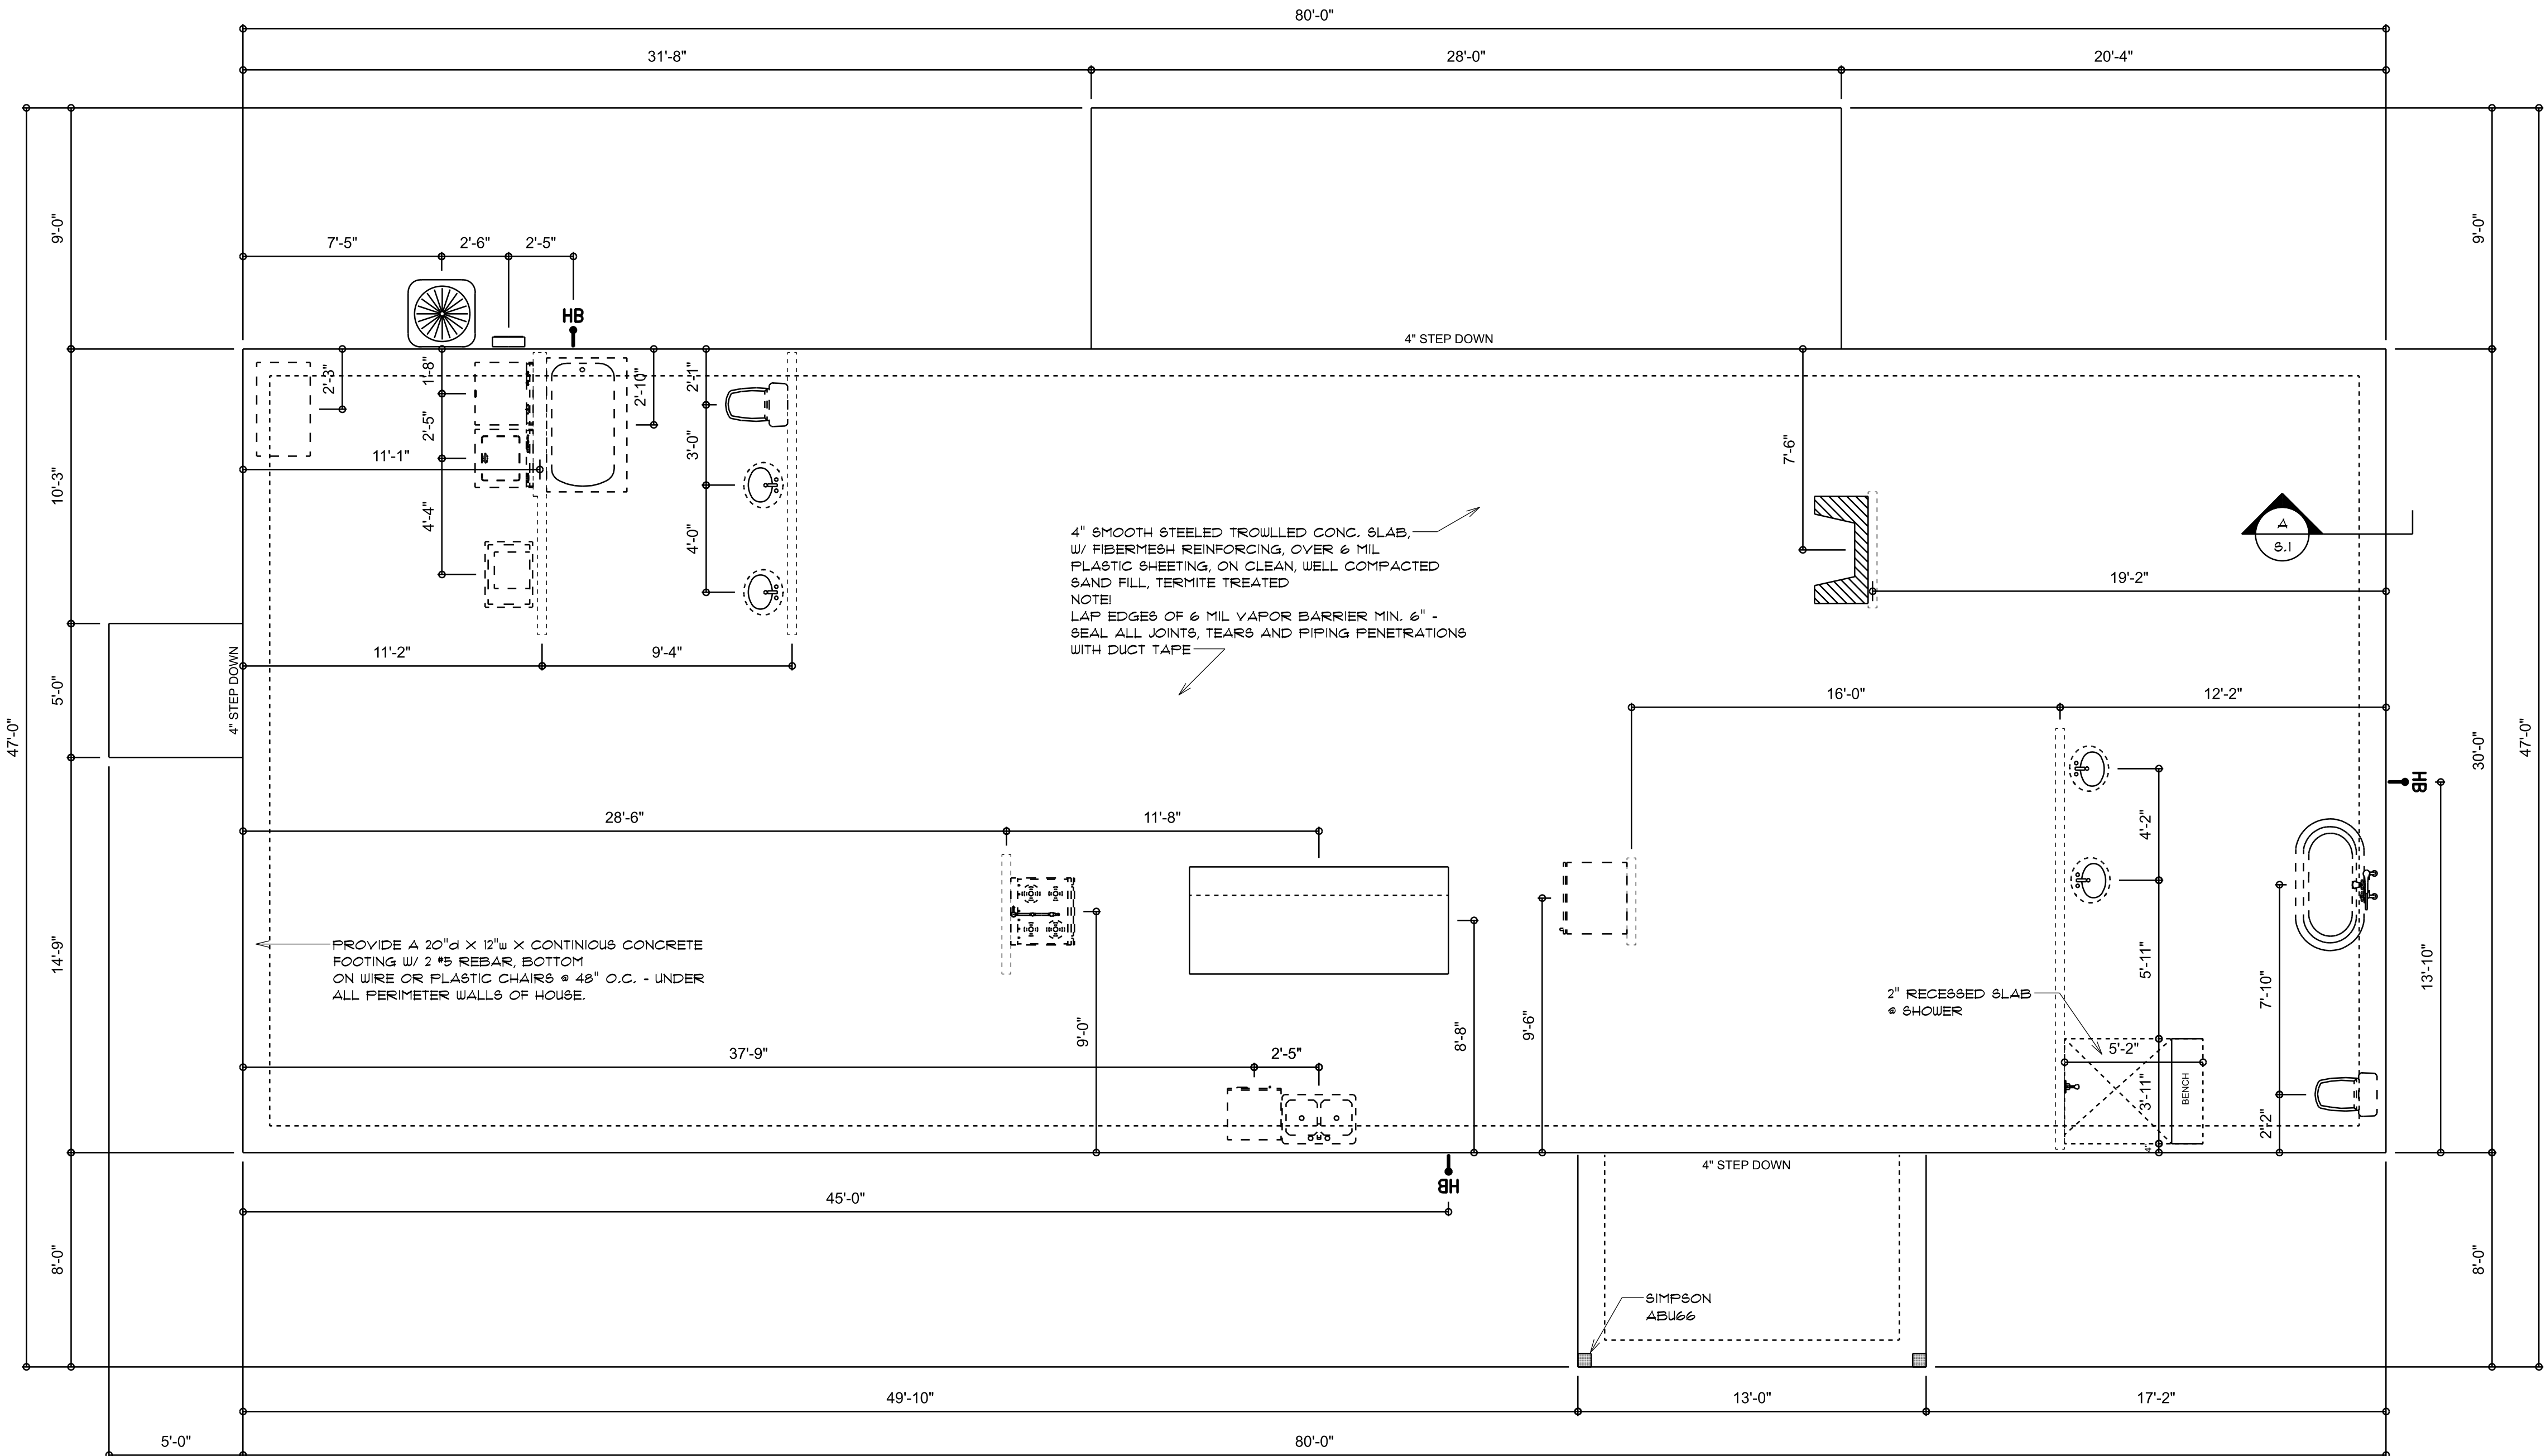 80'-0"
31'-8"
28'-0"
20'-4"
9'-0"
9'-0"
7'-5"
2'-6"
2'-5"
HB
4" STEP DOWN
2'-3"
1'-8"
2'-10"
2'-1"
2'-5"
3'-0"
7'-6"
11'-1"
10'-3"
4'-4"
4'-0"
4" SMOOTH STEELED TROWLLED CONC. SLAB,
W/ FIBERMESH REINFORCING, OVER 6 MIL
PLASTIC SHEETING, ON CLEAN, WELL COMPACTED
SAND FILL, TERMITE TREATED
NOTE!
LAP EDGES OF 6 MIL VAPOR BARRIER MIN. 6" -
SEAL ALL JOINTS, TEARS AND PIPING PENETRATIONS
WITH DUCT TAPE
A
S.1
19'-2"
11'-2"
9'-4"
4" STEP DOWN
5'-0"
47'-0"
16'-0"
12'-2"
30'-0"
47'-0"
HB
28'-6"
11'-8"
4'-2"
14'-9"
PROVIDE A 20"d X 12"w X CONTINIOUS CONCRETE
FOOTING W/ 2 #5 REBAR, BOTTOM
ON WIRE OR PLASTIC CHAIRS @ 48" O.C. - UNDER
ALL PERIMETER WALLS OF HOUSE.
5'-11"
7'-10"
13'-10"
2" RECESSED SLAB
@ SHOWER
9'-0"
8'-8"
9'-6"
37'-9"
2'-5"
5'-2"
3'-11"
BENCH
2'-2"
4"
4" STEP DOWN
HB
45'-0"
8'-0"
8'-0"
SIMPSON
ABU66
49'-10"
13'-0"
17'-2"
5'-0"
80'-0"